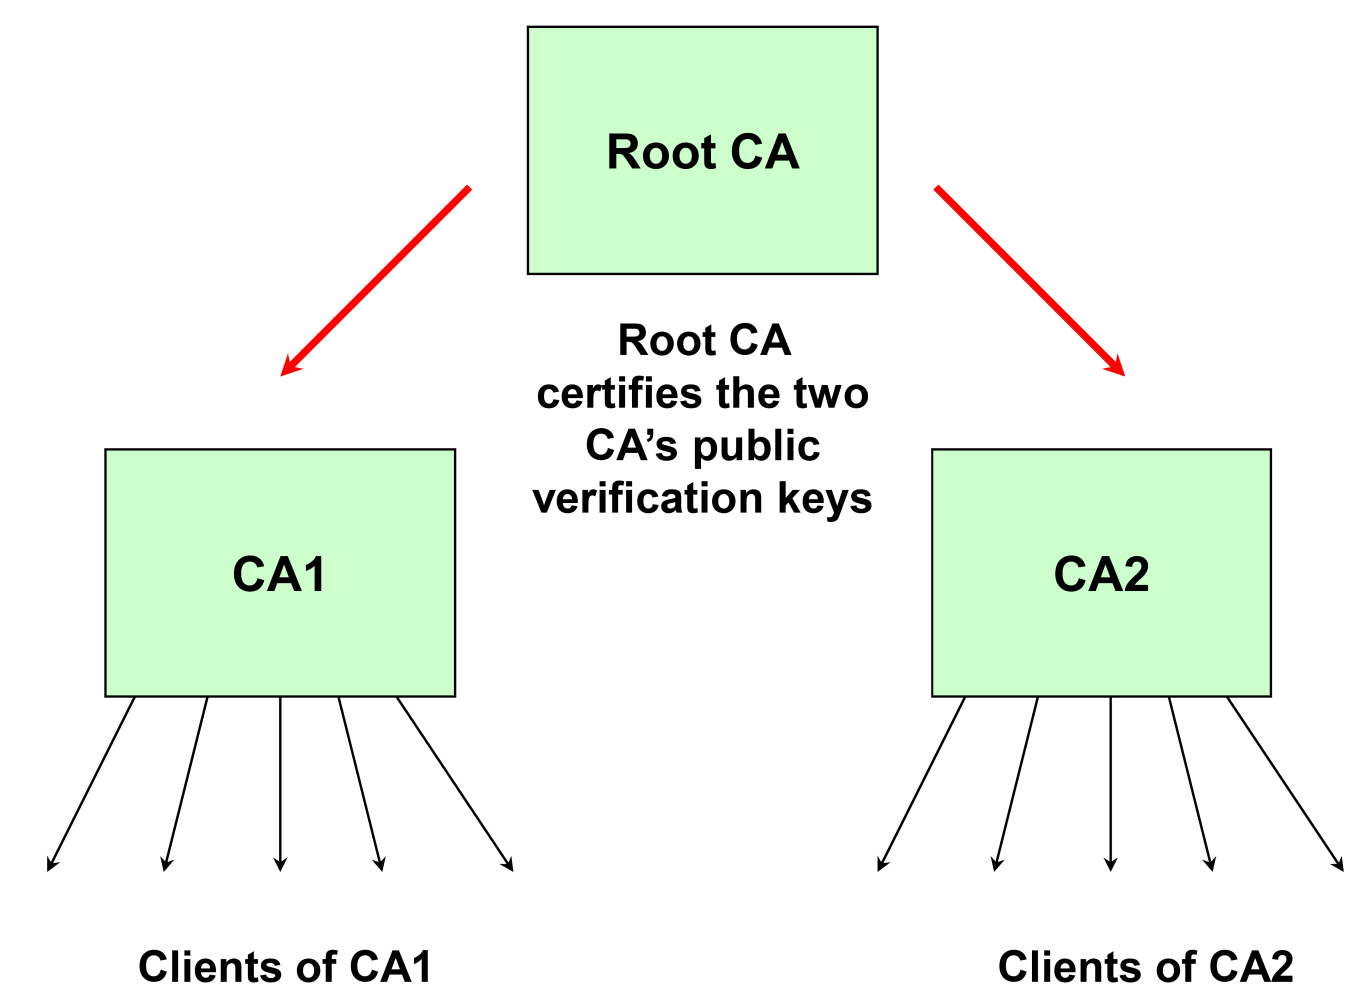 Root CA
Root CA
certifies the two
CA’s public
verification keys
CA1
CA2
Clients of CA1
Clients of CA2